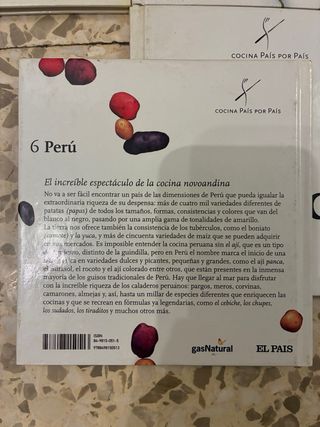 COCINA PAÍS POR PAÍS
COCINA PAÍS POR PAÍS
6 Perú
El increíble espectáculo de la cocina novoandina
No va a ser fácil encontrar un país de las dimensiones de Perú que pueda igualar la
extraordinaria riqueza de su despensa: más de cuatro mil variedades diferentes de
patatas (papas) de todos los tamaños, formas, consistencias y colores que van del
blanco al negro, pasando por una amplia gama de tonalidades de amarillo.
La tierra nos ofrece también la consistencia de los tubérculos, como el boniato
(camote) y la yuca, y más de cincuenta variedades de maíz que se pueden adquirir
en sus mercados. Es imposible entender la cocina peruana sin el ají, que es un tipo
de pimiento, distinto de la guindilla, pero en Perú el nombre marca el inicio de una
larga lista en variedades dulces y picantes, pequeñas y grandes, como el ají panca,
el mirasol, el rocoto y el ají colorado entre otros, que están presentes en la inmensa
mayoría de los guisos tradicionales de Perú. Hay que llegar al mar para disfrutar
con la increíble riqueza de los caladeros peruanos: pargos, meros, corvinas,
camarones, almejas y, así, hasta un millar de especies diferentes que enriquecen las
cocinas y que se recrean en fórmulas ya legendarias, como el cebiche, los chupes,
los sudados, los tiraditos y muchos otros más.
ISBN
gasNatural
EL PAIS